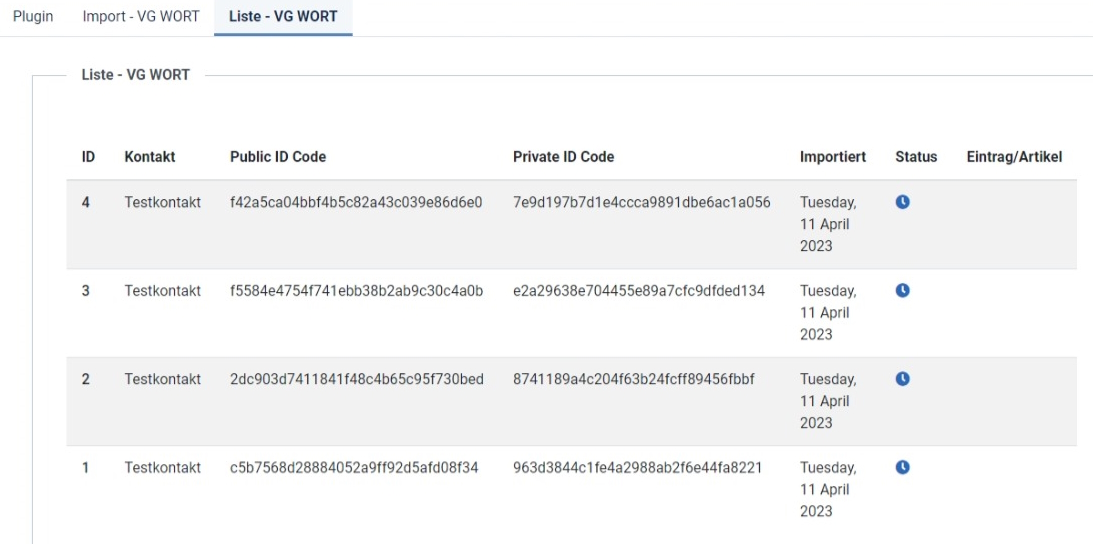 Plugin Import - VG WORT Liste - VG WORT
Liste - VG WORT
ID Kontakt Public ID Code Private ID Code Importiert Status Eintrag/Artikel
4 Testkontakt f42a5ca04bbf4b5c82a43c039e86d6e0 7e9d197b7d1e4ccca9891dbe6ac1a056 Tuesday,
11 April
2023
3 Testkontakt f5584e4754f741ebb38b2ab9c30c4a0b e2a29638e704455e89a7cfc9dfded134 Tuesday,
11 April
2023
2 Testkontakt 2dc903d7411841f48c4b65c95f730bed 8741189a4c204f63b24fcff89456fbbf Tuesday,
11 April
2023
1 Testkontakt c5b7568d28884052a9ff92d5afd08f34 963d3844c1fe4a2988ab2f6e44fa8221 Tuesday,
11 April
2023